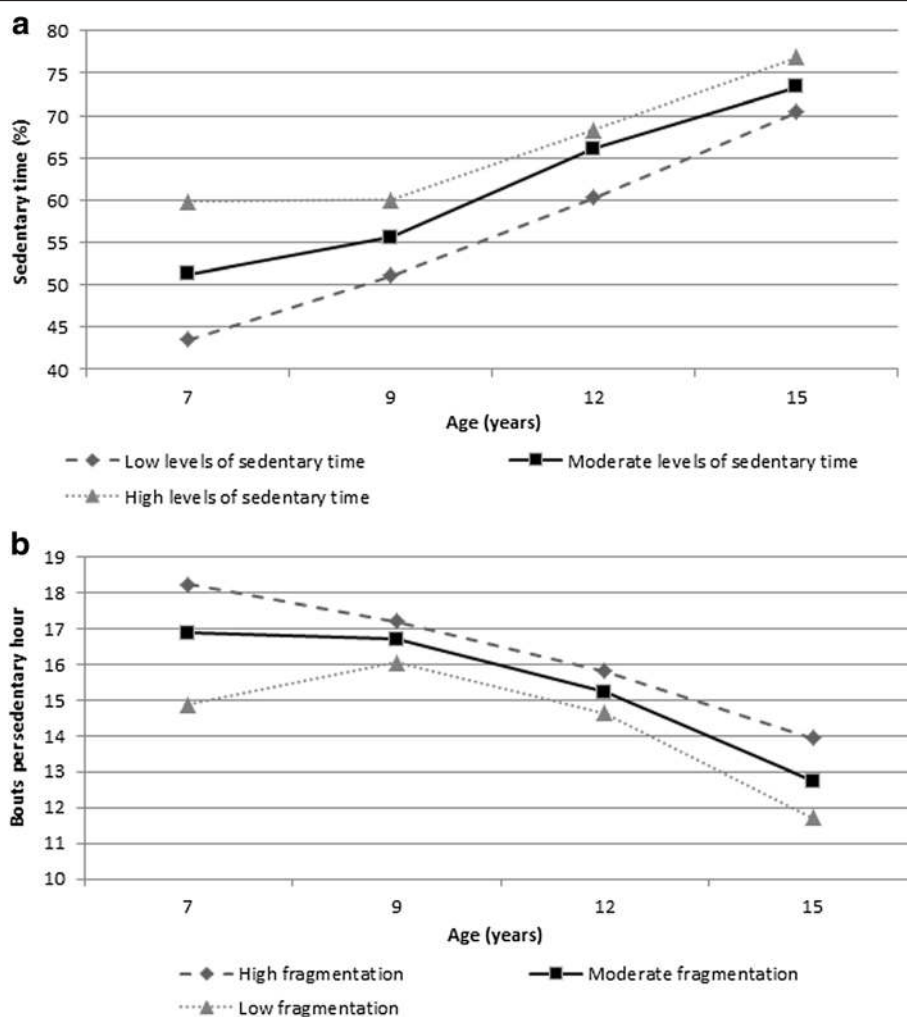 a
80
75
70
65
60
55
50
45
40
Sedentary time (%)
7 9 12 15
Age (years)
Low levels of sedentary time Moderate levels of sedentary time
High levels of sedentary time
b
19
18
17
16
15
14
13
12
11
10
Bouts persedentary hour
7 9 12 15
Age (years)
High fragmentation Moderate fragmentation
Low fragmentation